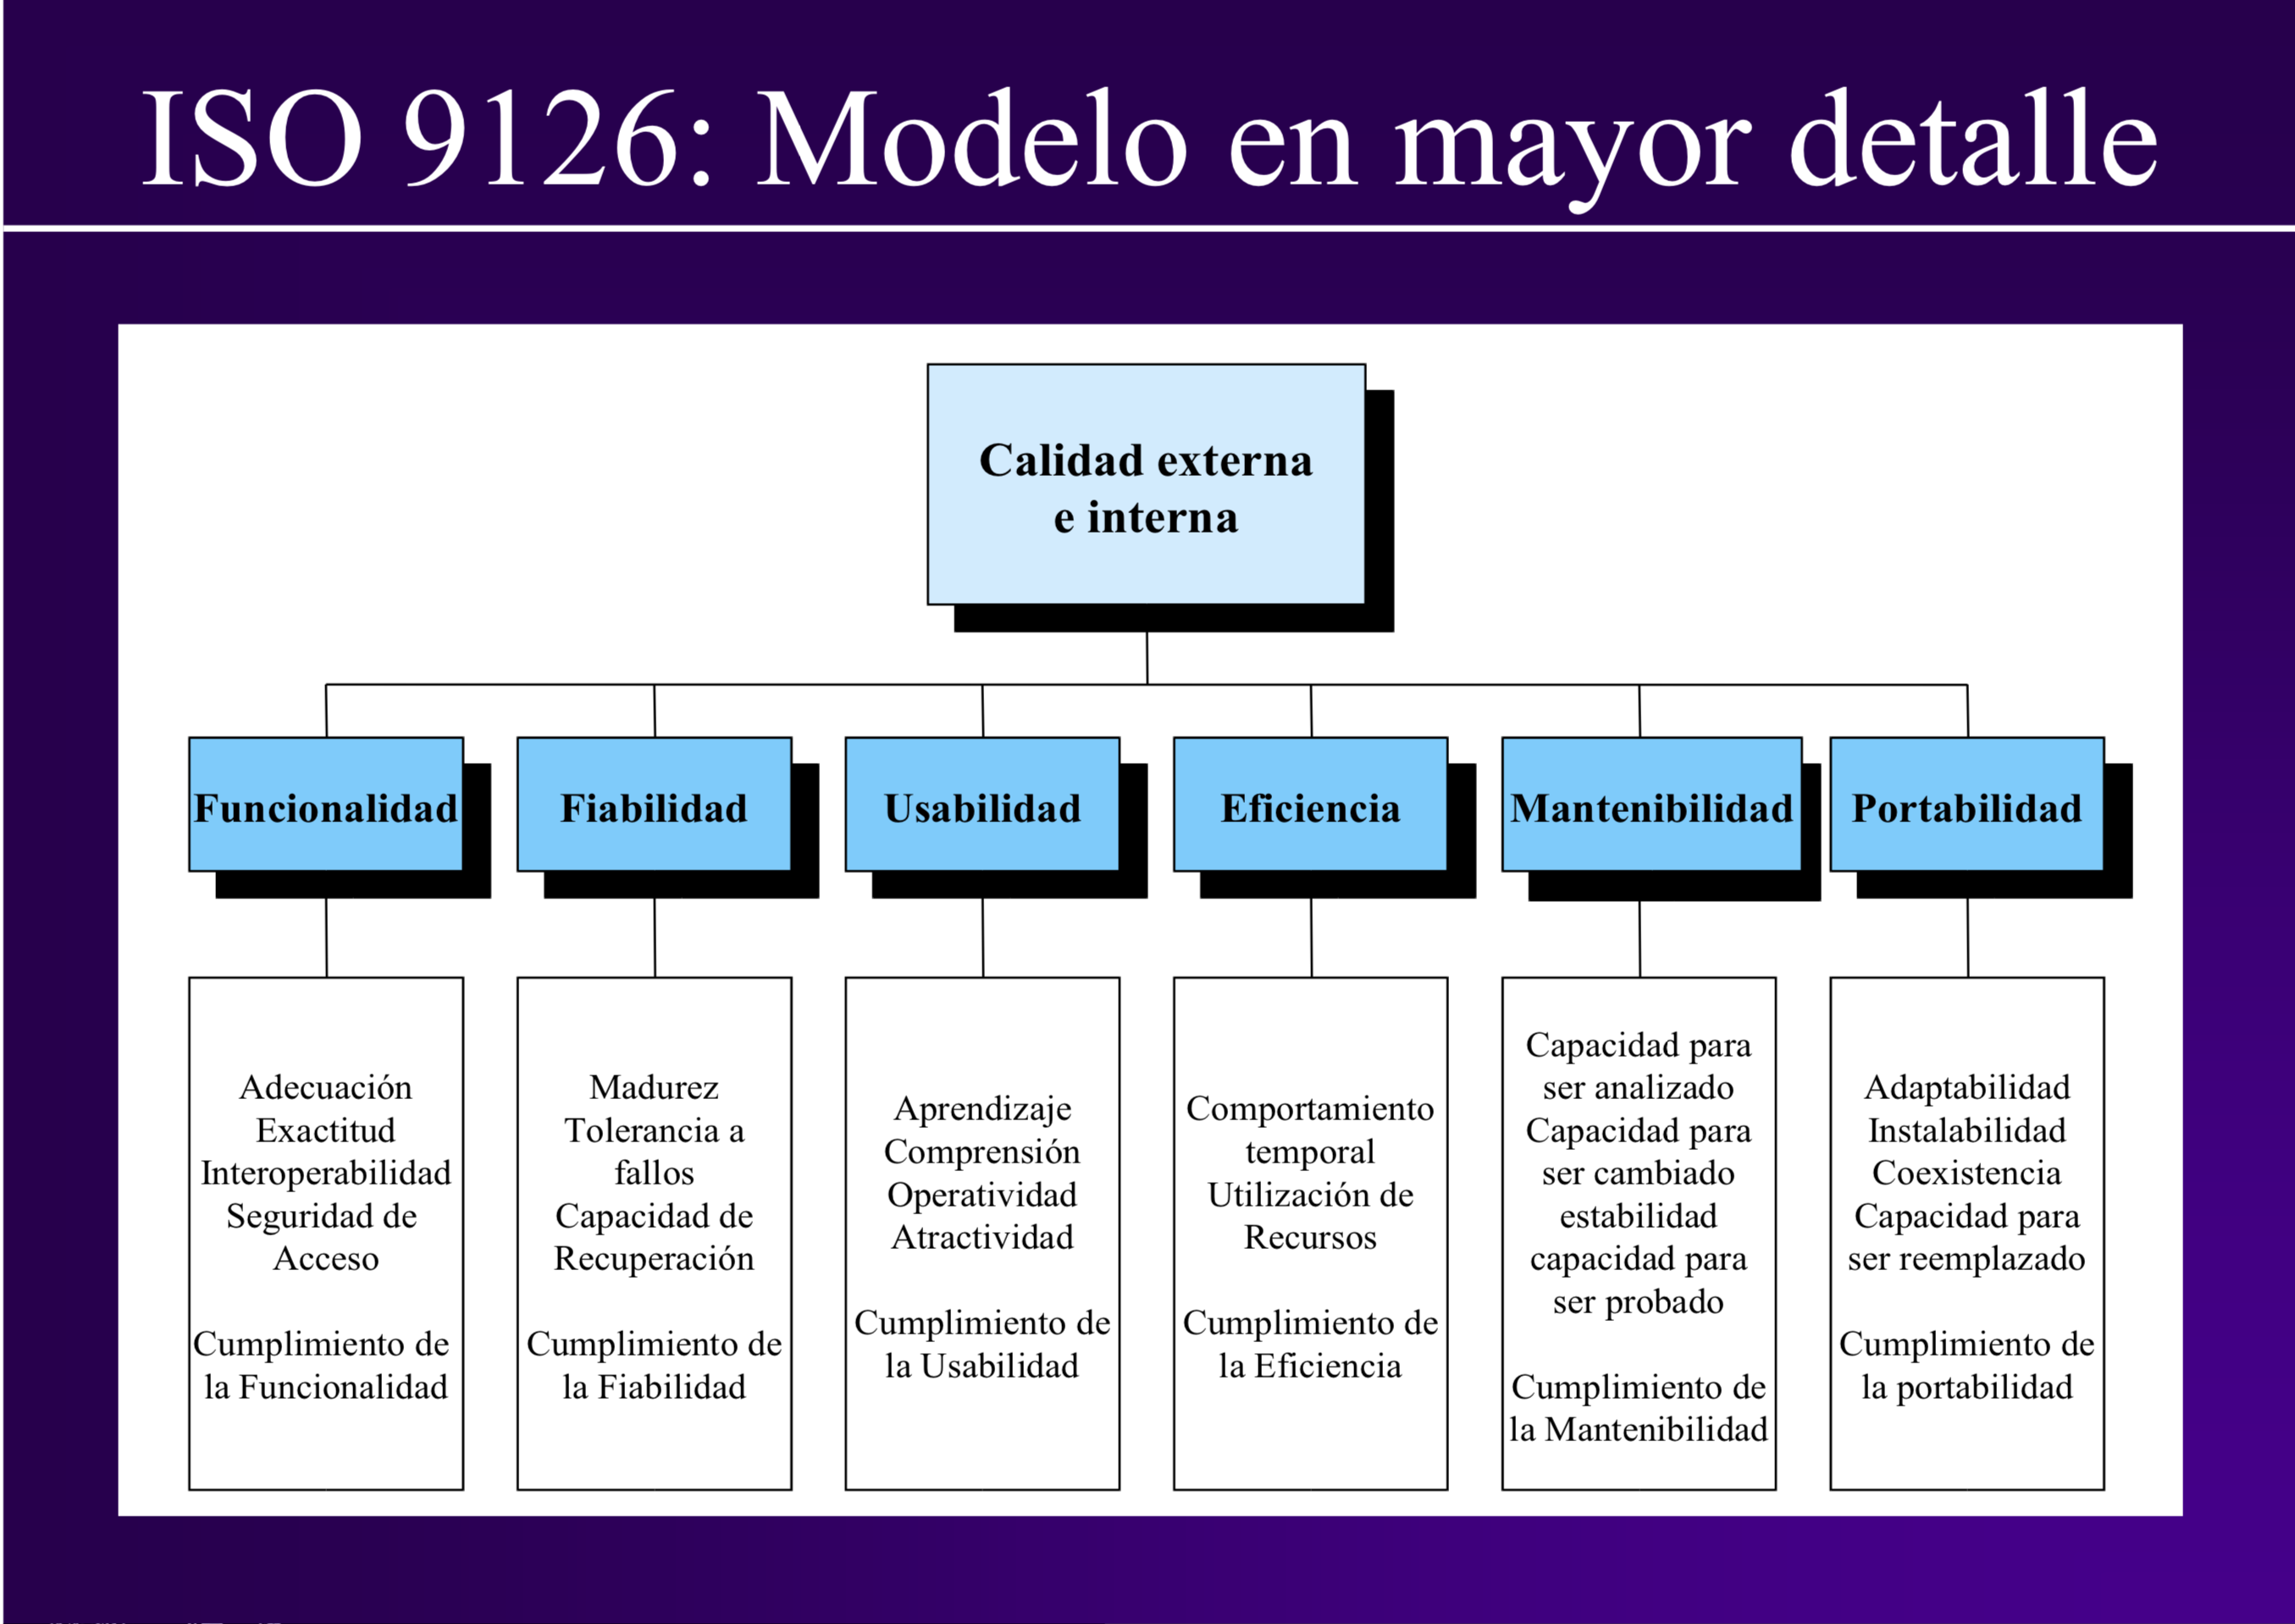 ISO 9126: Modelo en mayor detalle
Calidad externa
e interna
Funcionalidad
Fiabilidad
Usabilidad
Eficiencia
Mantenibilidad
Portabilidad
Adecuación
Exactitud
Interoperabilidad
Seguridad de
Acceso
Cumplimiento de
la Funcionalidad
Madurez
Tolerancia a
fallos
Capacidad de
Recuperación
Cumplimiento de
la Fiabilidad
Aprendizaje
Comprensión
Operatividad
Atractividad
Cumplimiento de
la Usabilidad
Comportamiento
temporal
Utilización de
Recursos
Cumplimiento de
la Eficiencia
Capacidad para
ser analizado
Capacidad para
ser cambiado
estabilidad
capacidad para
ser probado
Cumplimiento de
la Mantenibilidad
Adaptabilidad
Instalabilidad
Coexistencia
Capacidad para
ser reemplazado
Cumplimiento de
la portabilidad